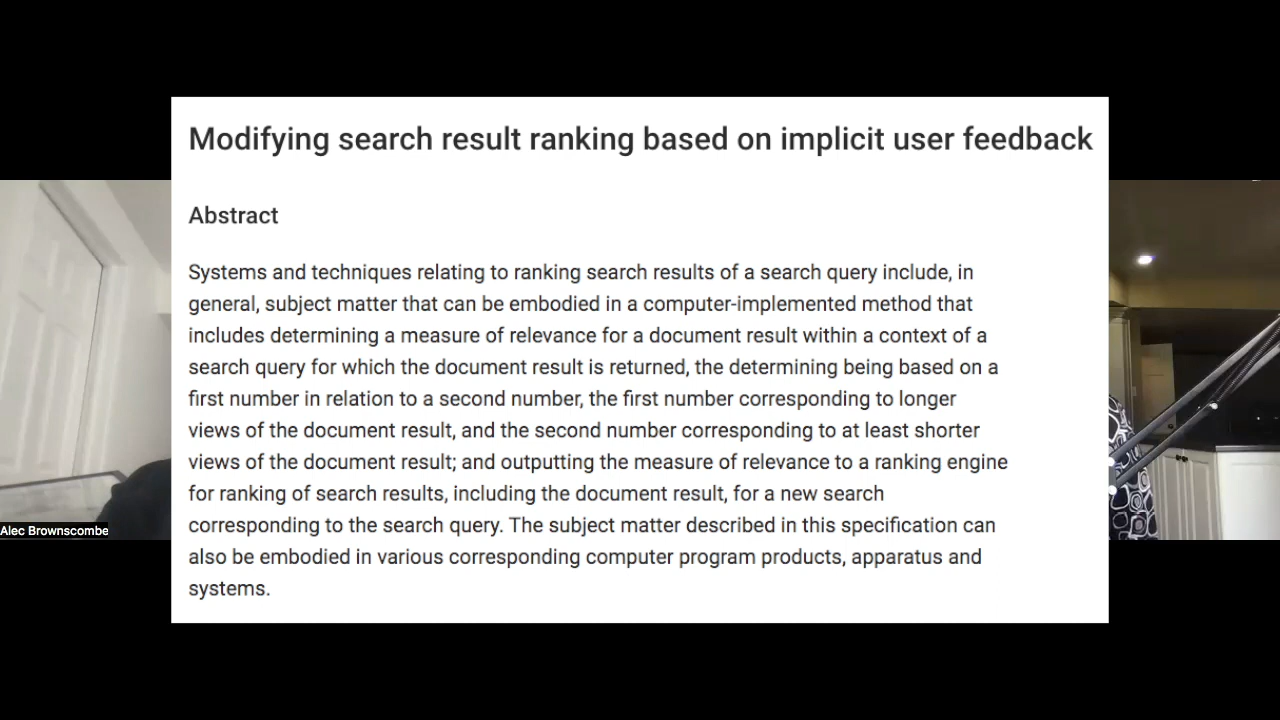 Modifying search result ranking based on implicit user feedback
Abstract
Systems and techniques relating to ranking search results of a search query include, in
general, subject matter that can be embodied in a computer-implemented method that
includes determining a measure of relevance for a document result within a context of a
search query for which the document result is returned, the determining being based on a
first number in relation to a second number, the first number corresponding to longer
views of the document result, and the second number corresponding to at least shorter
views of the document result; and outputting the measure of relevance to a ranking engine
for ranking of search results, including the document result, for a new search
corresponding to the search query. The subject matter described in this specification can
also be embodied in various corresponding computer program products, apparatus and
systems.
Alec Brownscombe